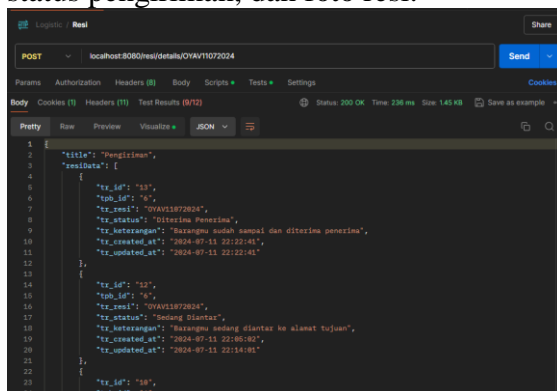 status pengiriman, dan foto resi.
Logistic / Resi Share
POST localhost:8080/resi/details/OYAV11072024 Send
Params Authorization Headers (8) Body Scripts Tests Settings Cookies
Body Cookies (1) Headers (11) Test Results (9/12) Status: 200 OK Time: 236 ms Size: 1.45 KB Save as example
Pretty Raw Preview Visualize JSON
1 {
2 "title": "Pengiriman",
3 "resiData": [
4 {
5 "tr_id": "13",
6 "tpb_id": "6",
7 "tr_resi": "OYAV11072024",
8 "tr_status": "Diterima Penerima",
9 "tr_keterangan": "Barangmu sudah sampai dan diterima penerima",
10 "tr_created_at": "2024-07-11 22:22:41",
11 "tr_updated_at": "2024-07-11 22:22:41"
12 },
13 {
14 "tr_id": "12",
15 "tpb_id": "6",
16 "tr_resi": "OYAV11072024",
17 "tr_status": "Sedang Diantar",
18 "tr_keterangan": "Barangmu sedang diantar ke alamat tujuan",
19 "tr_created_at": "2024-07-11 22:05:02",
20 "tr_updated_at": "2024-07-11 22:14:01"
21 },
22 {
23 "tr_id": "10",